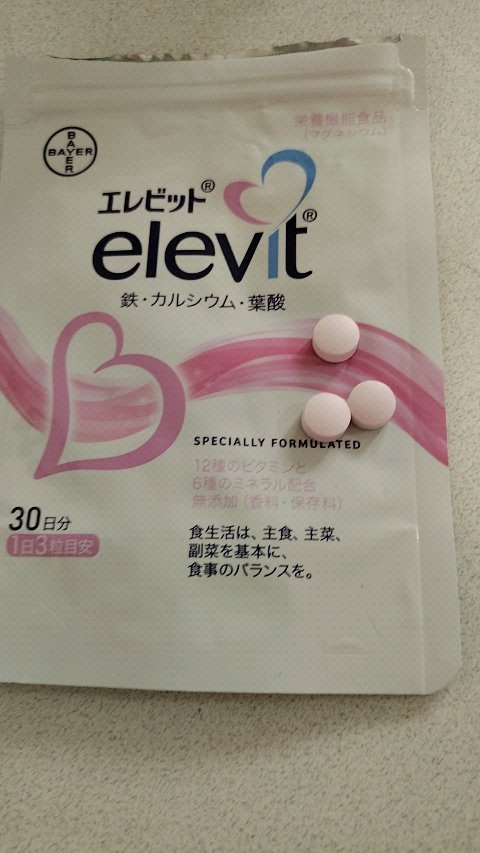 栄養機能食品
(マグネシウム)
BAYER
BAYER
エレビット®
elevit®
鉄・カルシウム・葉酸
SPECIALLY FORMULATED
12種のビタミンと
6種のミネラル配合
無添加(香料・保存料)
30日分
1日3粒目安
食生活は、主食、主菜、
副菜を基本に、
食事のバランスを。